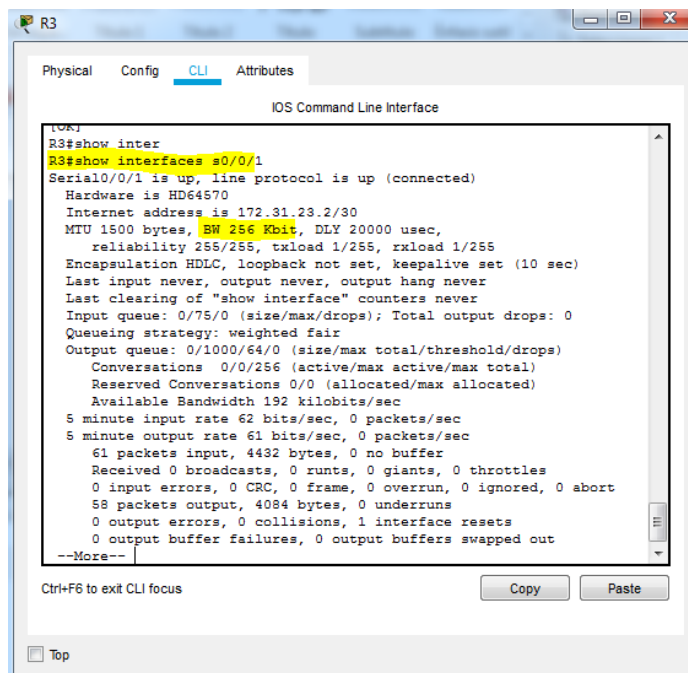 R3
Physical Config CLI Attributes
IOS Command Line Interface
[OK]
R3#show inter
R3#show interfaces s0/0/1
Serial0/0/1 is up, line protocol is up (connected)
Hardware is HD64570
Internet address is 172.31.23.2/30
MTU 1500 bytes, BW 256 Kbit, DLY 20000 usec,
reliability 255/255, txload 1/255, rxload 1/255
Encapsulation HDLC, loopback not set, keepalive set (10 sec)
Last input never, output never, output hang never
Last clearing of "show interface" counters never
Input queue: 0/75/0 (size/max/drops); Total output drops: 0
Queueing strategy: weighted fair
Output queue: 0/1000/64/0 (size/max total/threshold/drops)
Conversations 0/0/256 (active/max active/max total)
Reserved Conversations 0/0 (allocated/max allocated)
Available Bandwidth 192 kilobits/sec
5 minute input rate 62 bits/sec, 0 packets/sec
5 minute output rate 61 bits/sec, 0 packets/sec
61 packets input, 4432 bytes, 0 no buffer
Received 0 broadcasts, 0 runts, 0 giants, 0 throttles
0 input errors, 0 CRC, 0 frame, 0 overrun, 0 ignored, 0 abort
58 packets output, 4084 bytes, 0 underruns
0 output errors, 0 collisions, 1 interface resets
0 output buffer failures, 0 output buffers swapped out
--More--
Ctrl+F6 to exit CLI focus Copy Paste
Top